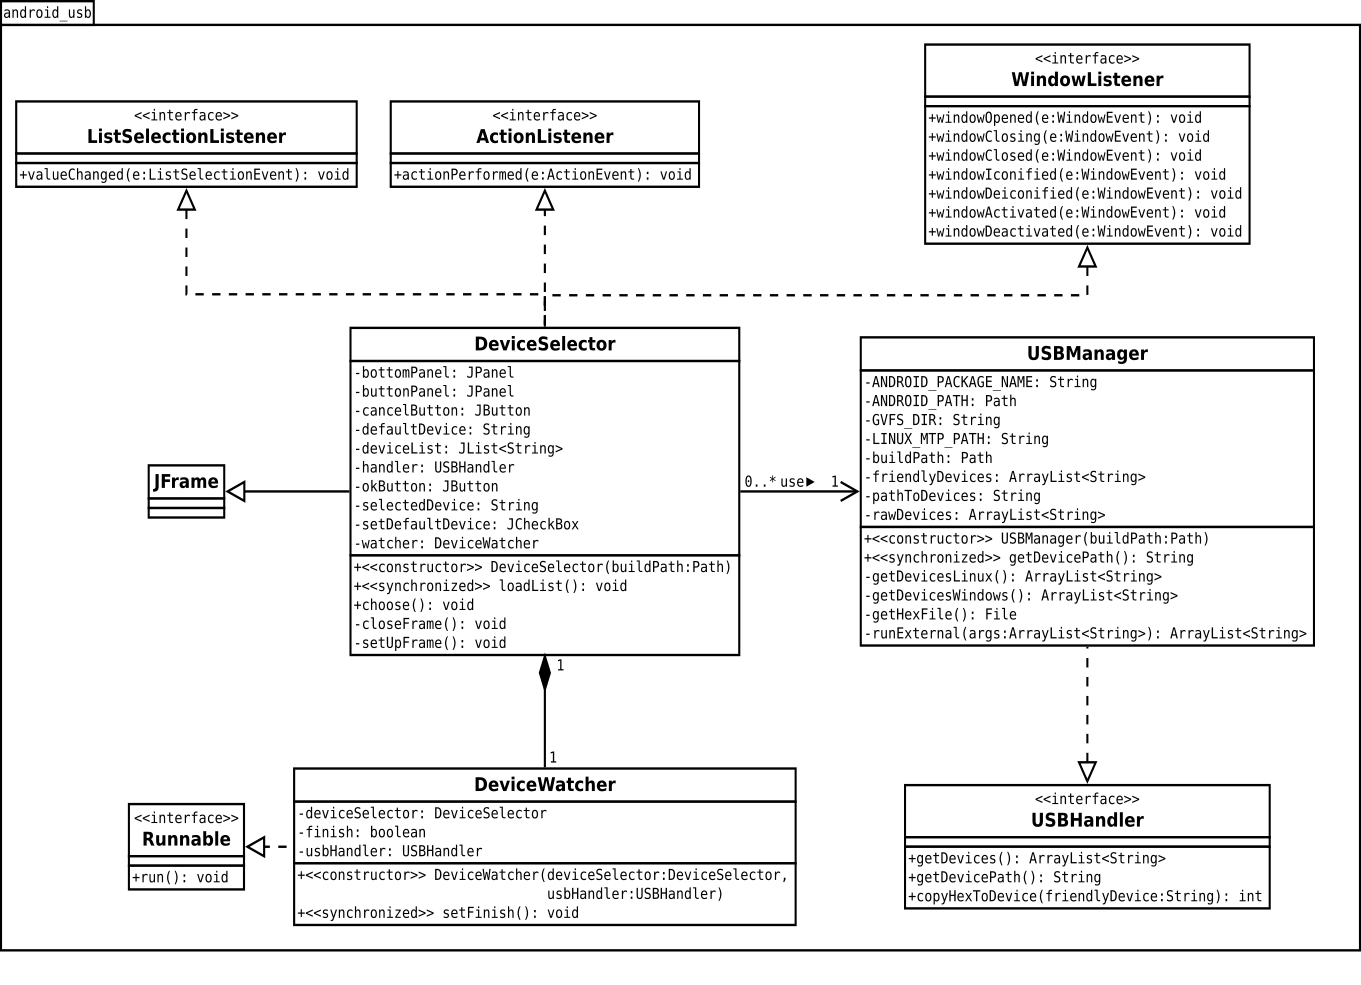 android_usb
<<interface>>
WindowListener
+windowOpened(e:WindowEvent): void
+windowClosing(e:WindowEvent): void
+windowClosed(e:WindowEvent): void
+windowIconified(e:WindowEvent): void
+windowDeiconified(e:WindowEvent): void
+windowActivated(e:WindowEvent): void
+windowDeactivated(e:WindowEvent): void
<<interface>>
ListSelectionListener
+valueChanged(e:ListSelectionEvent): void
<<interface>>
ActionListener
+actionPerformed(e:ActionEvent): void
DeviceSelector
-bottomPanel: JPanel
-buttonPanel: JPanel
-cancelButton: JButton
-defaultDevice: String
-deviceList: JList<String>
-handler: USBHandler
-okButton: JButton
-selectedDevice: String
-setDefaultDevice: JCheckBox
-watcher: DeviceWatcher
+<<constructor>> DeviceSelector(buildPath:Path)
+<<synchronized>> loadList(): void
+choose(): void
-closeFrame(): void
-setUpFrame(): void
USBManager
-ANDROID_PACKAGE_NAME: String
-ANDROID_PATH: Path
-GVFS_DIR: String
-LINUX_MTP_PATH: String
-buildPath: Path
-friendlyDevices: ArrayList<String>
-pathToDevices: String
-rawDevices: ArrayList<String>
+<<constructor>> USBManager(buildPath:Path)
+<<synchronized>> getDevicePath(): String
-getDevicesLinux(): ArrayList<String>
-getDevicesWindows(): ArrayList<String>
-getHexFile(): File
-runExternal(args:ArrayList<String>): ArrayList<String>
JFrame
0..* use► 1
1
1
DeviceWatcher
-deviceSelector: DeviceSelector
-finish: boolean
-usbHandler: USBHandler
+<<constructor>> DeviceWatcher(deviceSelector:DeviceSelector,
usbHandler:USBHandler)
+<<synchronized>> setFinish(): void
<<interface>>
Runnable
+run(): void
<<interface>>
USBHandler
+getDevices(): ArrayList<String>
+getDevicePath(): String
+copyHexToDevice(friendlyDevice:String): int